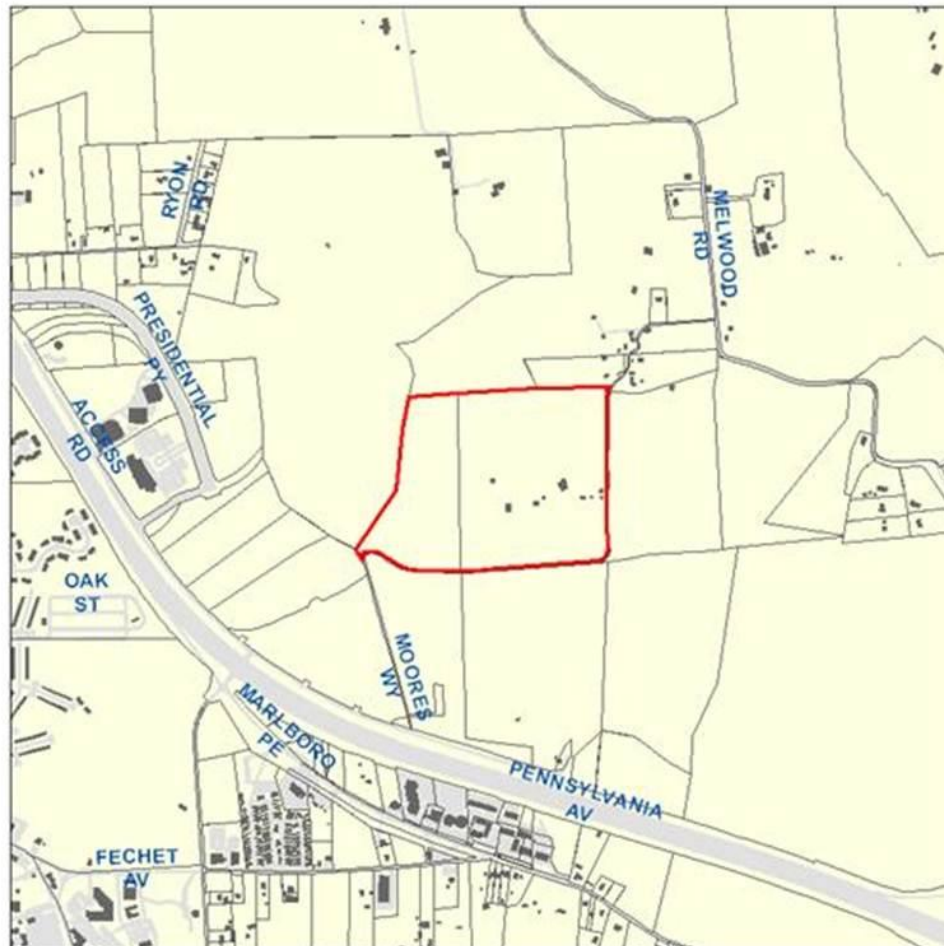 RYON
RD
MELWOOD
RD
PRESIDENTIAL
PY
ACCESS
RD
OAK
ST
MOORES
WY
MARLBORO
PE
PENNSYLVANIA
AV
FECHET
AV